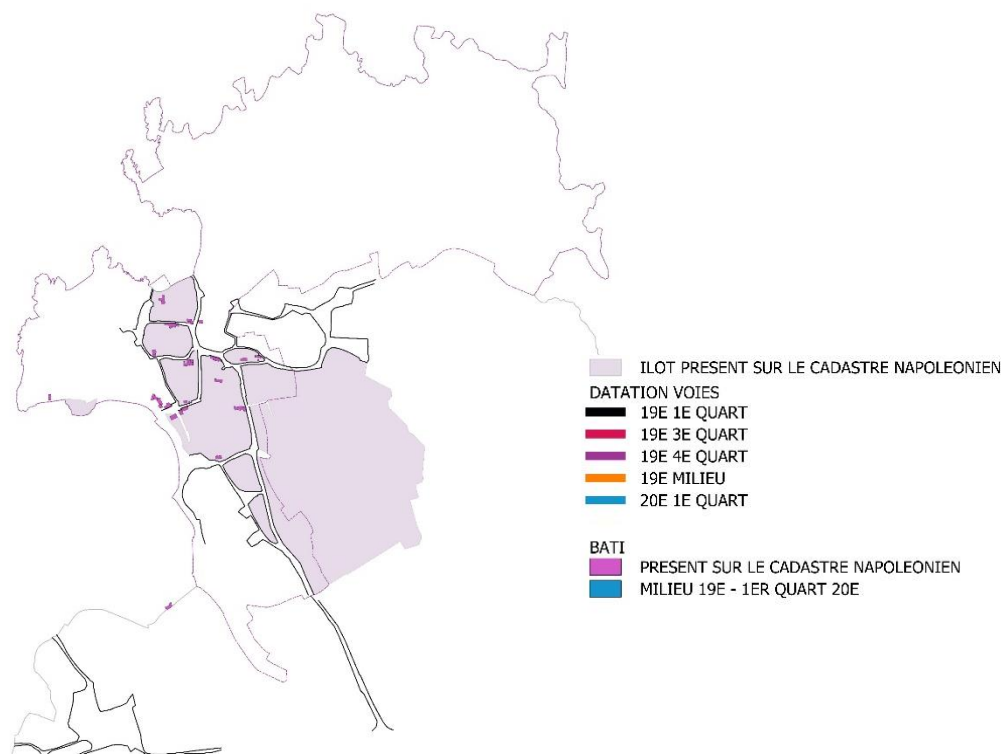 ILOT PRESENT SUR LE CADASTRE NAPOLEONIEN
DATATION VOIES
19E 1E QUART
19E 3E QUART
19E 4E QUART
19E MILIEU
20E 1E QUART
BATI
PRESENT SUR LE CADASTRE NAPOLEONIEN
MILIEU 19E - 1ER QUART 20E